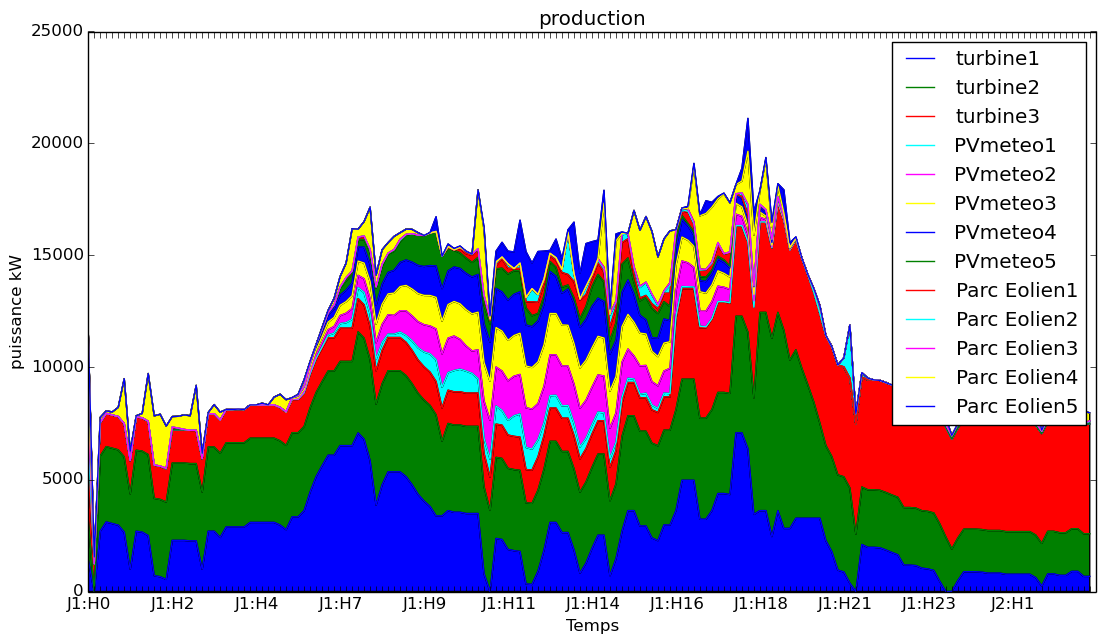 production
puissance kW
25000
20000
15000
10000
5000
0
J1:H0 J1:H2 J1:H4 J1:H7 J1:H9 J1:H11 J1:H14 J1:H16 J1:H18 J1:H21 J1:H23 J2:H1
Temps
turbine1
turbine2
turbine3
PVmeteo1
PVmeteo2
PVmeteo3
PVmeteo4
PVmeteo5
Parc Eolien1
Parc Eolien2
Parc Eolien3
Parc Eolien4
Parc Eolien5